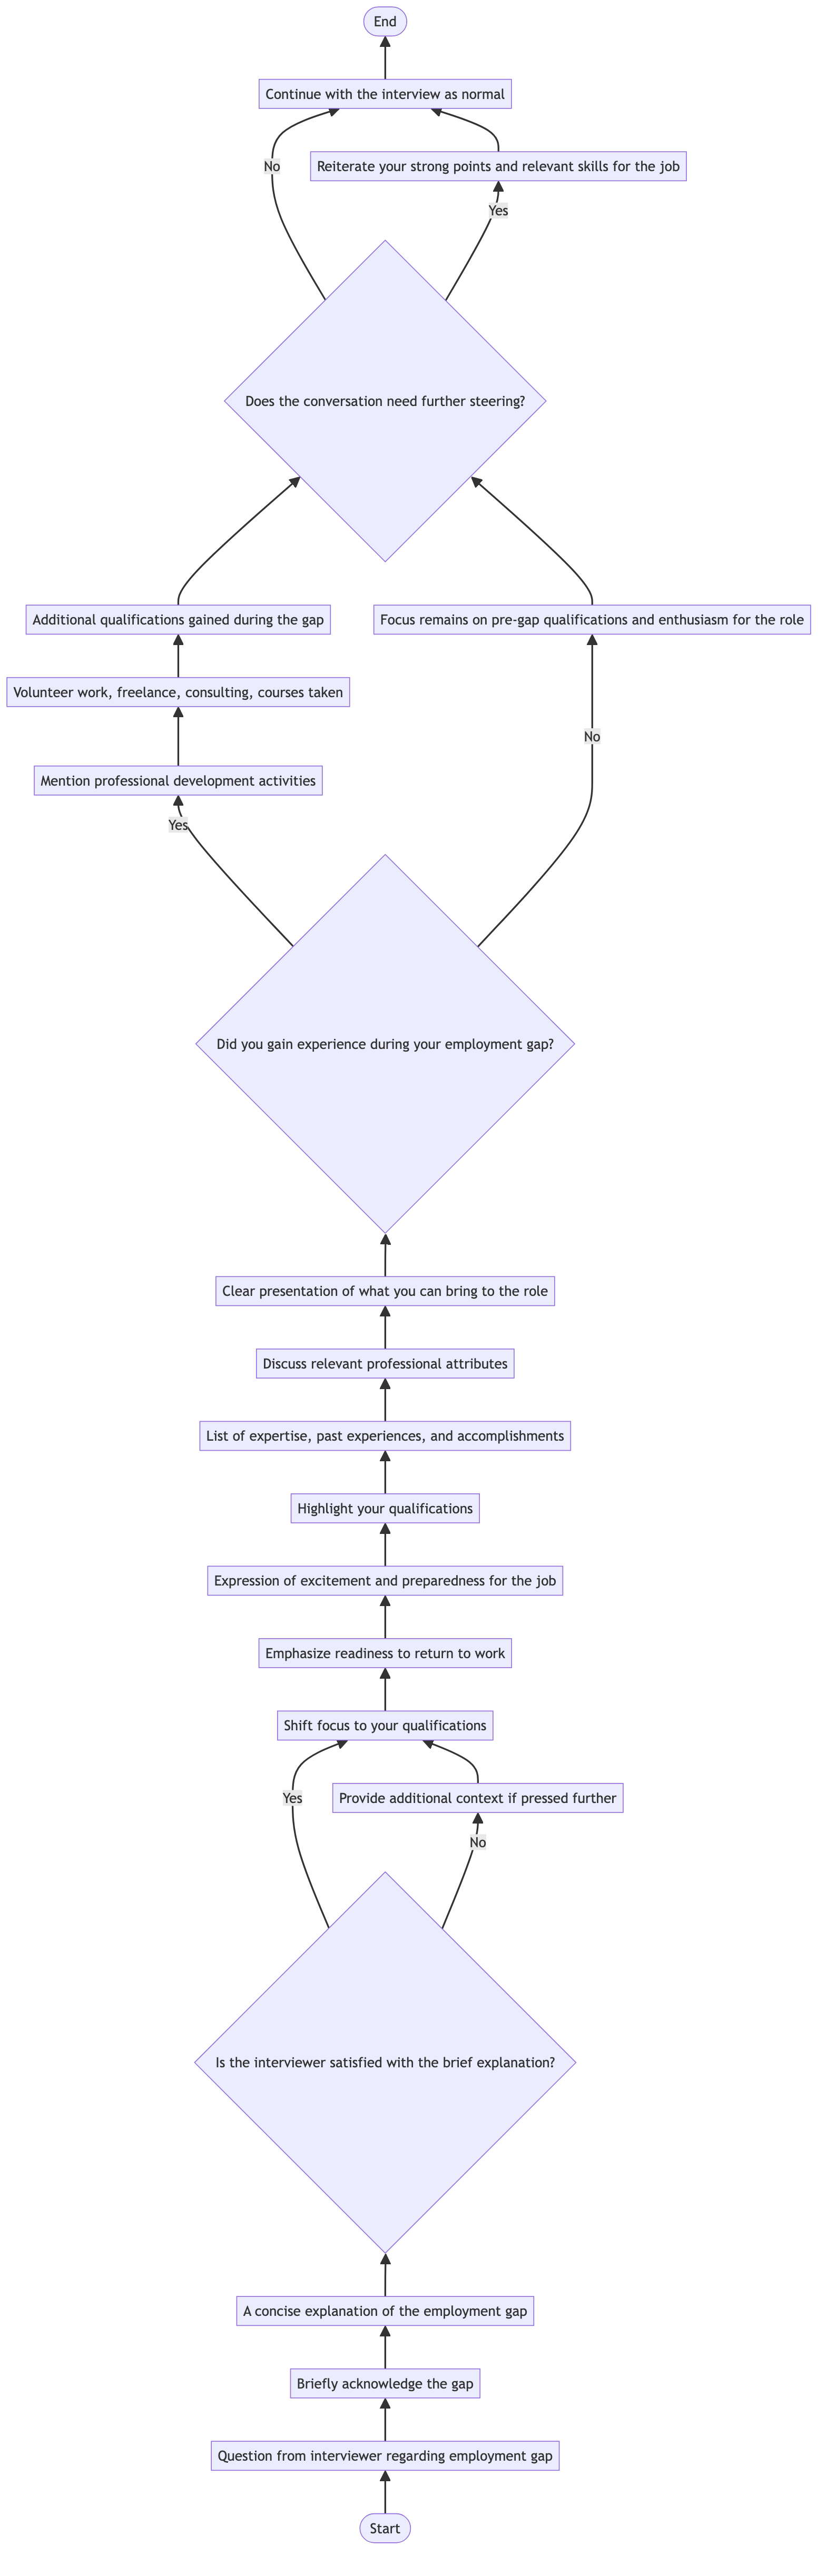 End
Continue with the interview as normal
No
Reiterate your strong points and relevant skills for the job
Yes
Does the conversation need further steering?
Additional qualifications gained during the gap
Focus remains on pre-gap qualifications and enthusiasm for the role
Volunteer work, freelance, consulting, courses taken
No
Mention professional development activities
Yes
Did you gain experience during your employment gap?
Clear presentation of what you can bring to the role
Discuss relevant professional attributes
List of expertise, past experiences, and accomplishments
Highlight your qualifications
Expression of excitement and preparedness for the job
Emphasize readiness to return to work
Shift focus to your qualifications
Yes
Provide additional context if pressed further
No
Is the interviewer satisfied with the brief explanation?
A concise explanation of the employment gap
Briefly acknowledge the gap
Question from interviewer regarding employment gap
Start